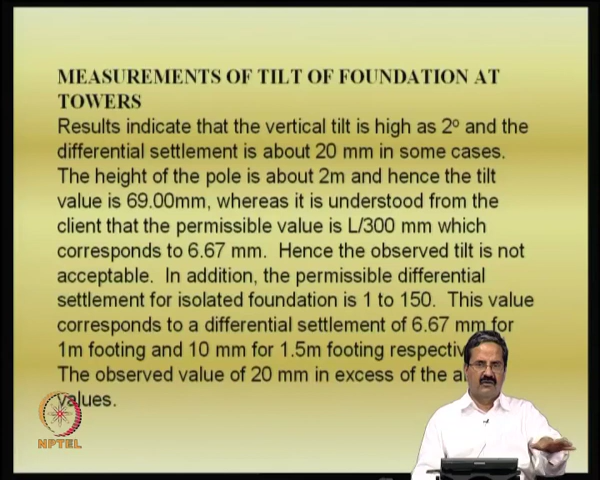 MEASUREMENTS OF TILT OF FOUNDATION AT
TOWERS
Results indicate that the vertical tilt is high as 2º and the
differential settlement is about 20 mm in some cases.
The height of the pole is about 2m and hence the tilt
value is 69.00mm, whereas it is understood from the
client that the permissible value is L/300 mm which
corresponds to 6.67 mm. Hence the observed tilt is not
acceptable. In addition, the permissible differential
settlement for isolated foundation is 1 to 150. This value
corresponds to a differential settlement of 6.67 mm for
1m footing and 10 mm for 1.5m footing
The observed value of 20 mm in excess of the
values.
NPTEL